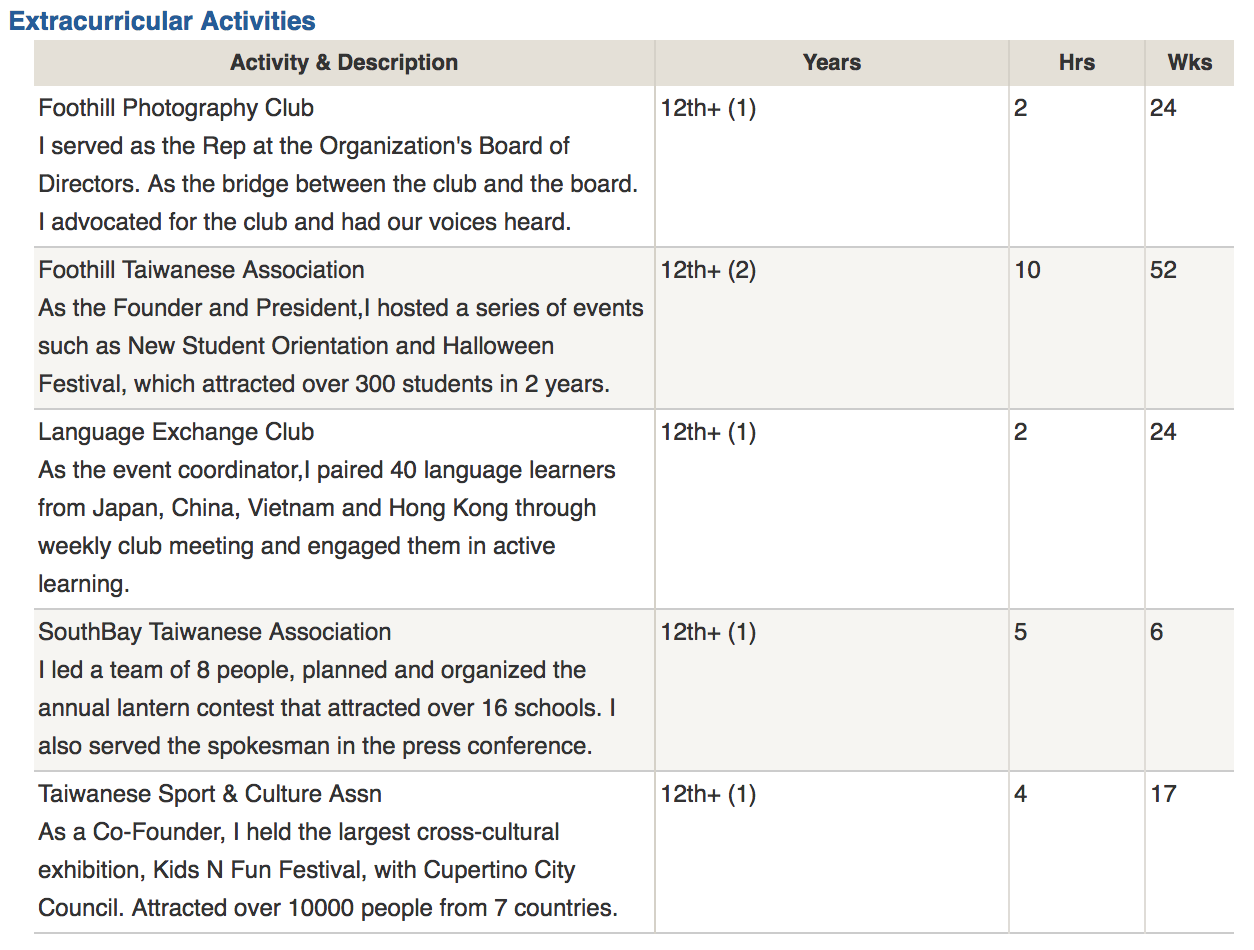 Extracurricular Activities
Activity & Description Years Hrs Wks
Foothill Photography Club 12th+ (1) 2 24
I served as the Rep at the Organization's Board of
Directors. As the bridge between the club and the board.
I advocated for the club and had our voices heard.
Foothill Taiwanese Association 12th+ (2) 10 52
As the Founder and President,I hosted a series of events
such as New Student Orientation and Halloween
Festival, which attracted over 300 students in 2 years.
Language Exchange Club 12th+ (1) 2 24
As the event coordinator,I paired 40 language learners
from Japan, China, Vietnam and Hong Kong through
weekly club meeting and engaged them in active
learning.
SouthBay Taiwanese Association 12th+ (1) 5 6
I led a team of 8 people, planned and organized the
annual lantern contest that attracted over 16 schools. I
also served the spokesman in the press conference.
Taiwanese Sport & Culture Assn 12th+ (1) 4 17
As a Co-Founder, I held the largest cross-cultural
exhibition, Kids N Fun Festival, with Cupertino City
Council. Attracted over 10000 people from 7 countries.